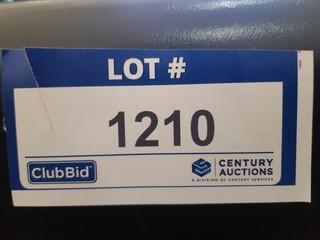 LOT #
1210
ClubBid
CENTURY
AUCTIONS
A DIVISION OF CENTURY SERVICES